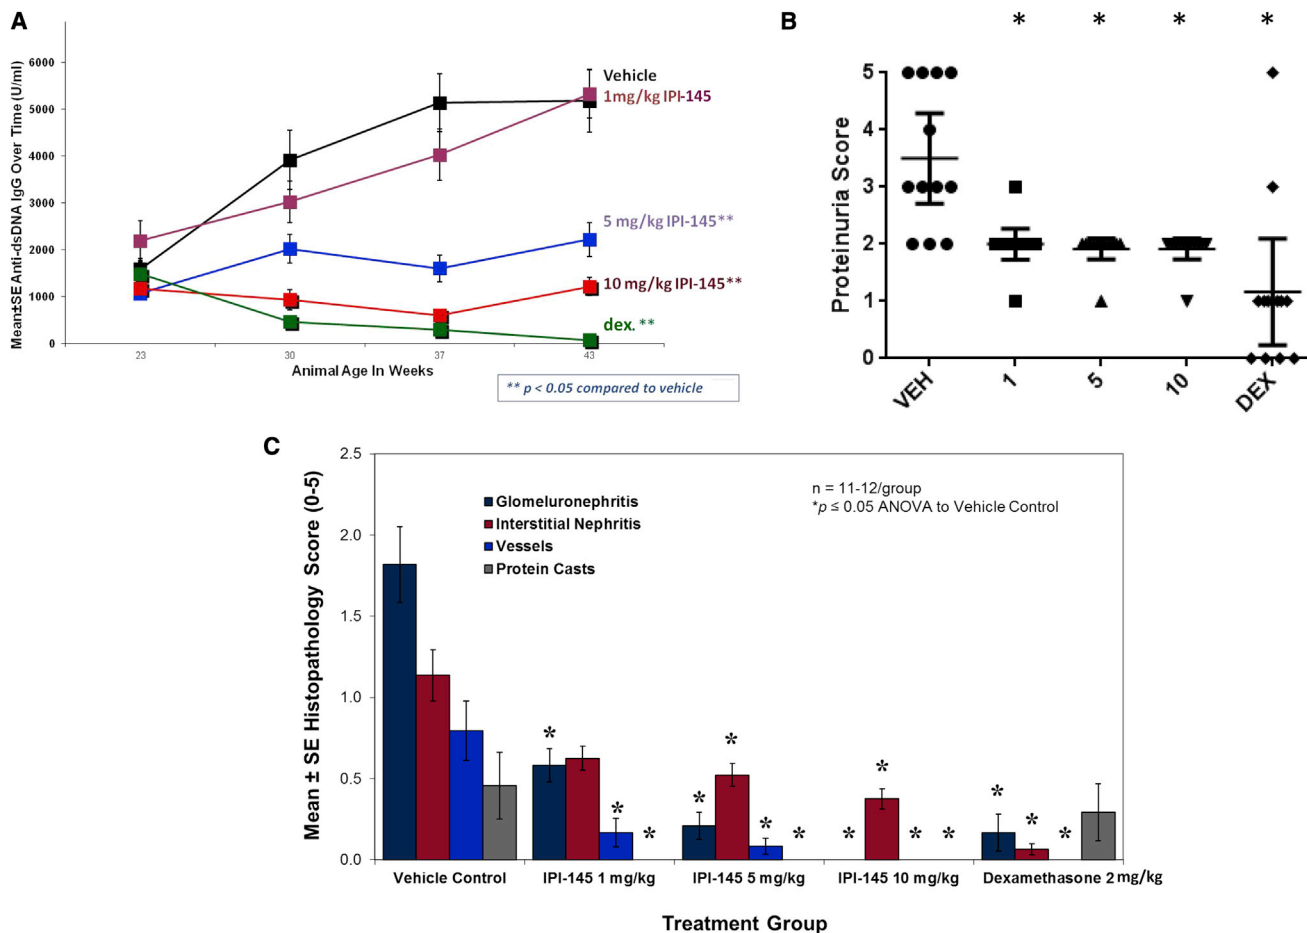 A
Mean±SE Anti-dsDNA IgG Over Time (U/ml)
6000
5000
4000
3000
2000
1000
0
23
30
37
43
Animal Age In Weeks
Vehicle
1mg/kg IPI-145
5 mg/kg IPI-145**
10 mg/kg IPI-145**
dex. **
** p < 0.05 compared to vehicle
B
* * * *
Proteinuria Score
5
4
3
2
1
0
VEH
1
5
10
DEX
C
Mean ± SE Histopathology Score (0-5)
2.5
2.0
1.5
1.0
0.5
0.0
Glomeluronephritis
Interstitial Nephritis
Vessels
Protein Casts
n = 11-12/group
*p ≤ 0.05 ANOVA to Vehicle Control
* * *
* * * *
* * * *
* * *
Vehicle Control
IPI-145 1 mg/kg
IPI-145 5 mg/kg
IPI-145 10 mg/kg
Dexamethasone 2 mg/kg
Treatment Group